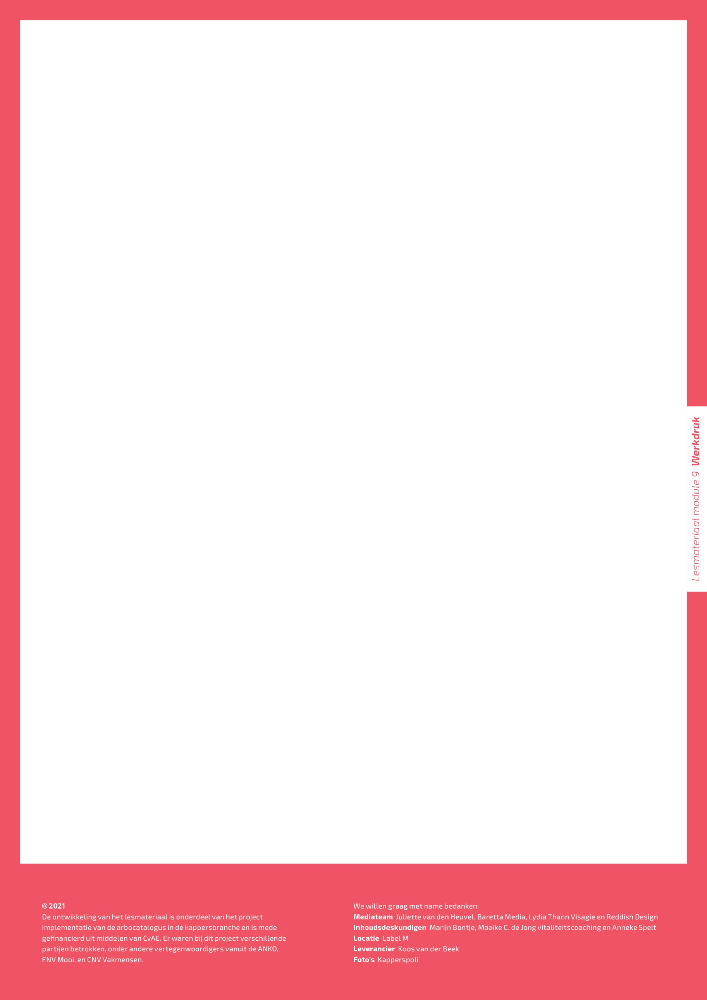 Lesmateriaal module 9 Werkdruk
© 2021
De ontwikkeling van het lesmateriaal is onderdeel van het project
implementatie van de arbocatalogus in de kappersbranche en is mede
gefinancierd uit middelen van CvAE. Er waren bij dit project verschillende
partijen betrokken, onder andere vertegenwoordigers vanuit de ANKO,
FNV Mooi, en CNV Vakmensen.
We willen graag met name bedanken:
Mediateam Juliette van den Heuvel, Baretta Media, Lydia Thann Visagie en Reddish Design
Inhoudsdeskundigen Marijn Bontje, Maaike C. de Jong vitaliteitscoaching en Anneke Spelt
Locatie Label M
Leverancier Koos van der Beek
Foto's Kapperspoli